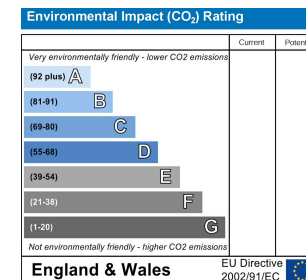 Environmental Impact (CO₂) Rating
Current Potent
Very environmentally friendly - lower CO2 emissions
(92 plus) A
(81-91) B
(69-80) C
(55-68) D
(39-54) E
(21-38) F
(1-20) G
Not environmentally friendly - higher CO2 emissions
England & Wales
EU Directive
2002/91/EC